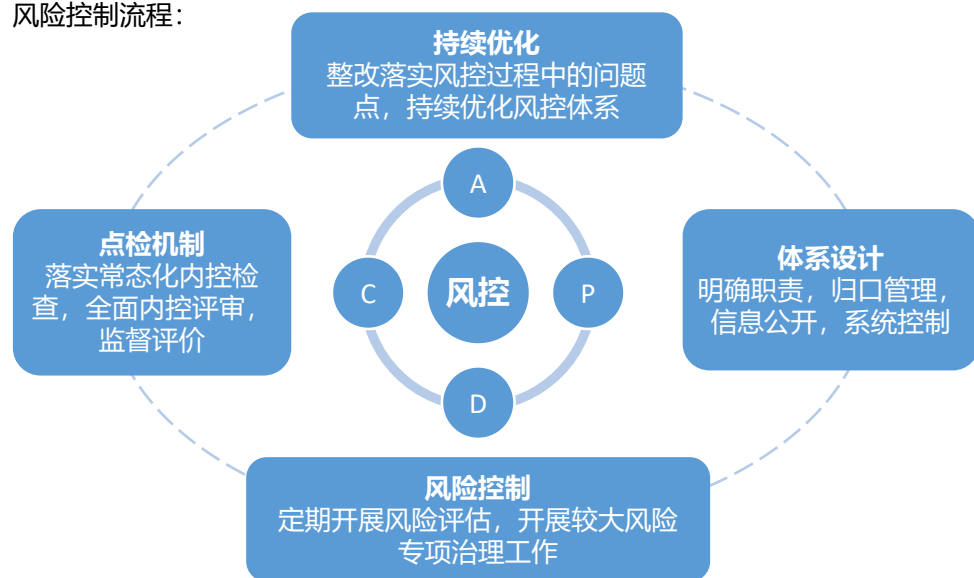 风险控制流程：
持续优化
整改落实风控过程中的问题
点，持续优化风控体系
A
点检机制
落实常态化内控检
查，全面内控评审，
监督评价
C
风控
P
体系设计
明确职责，归口管理，
信息公开，系统控制
D
风险控制
定期开展风险评估，开展较大风险
专项治理工作